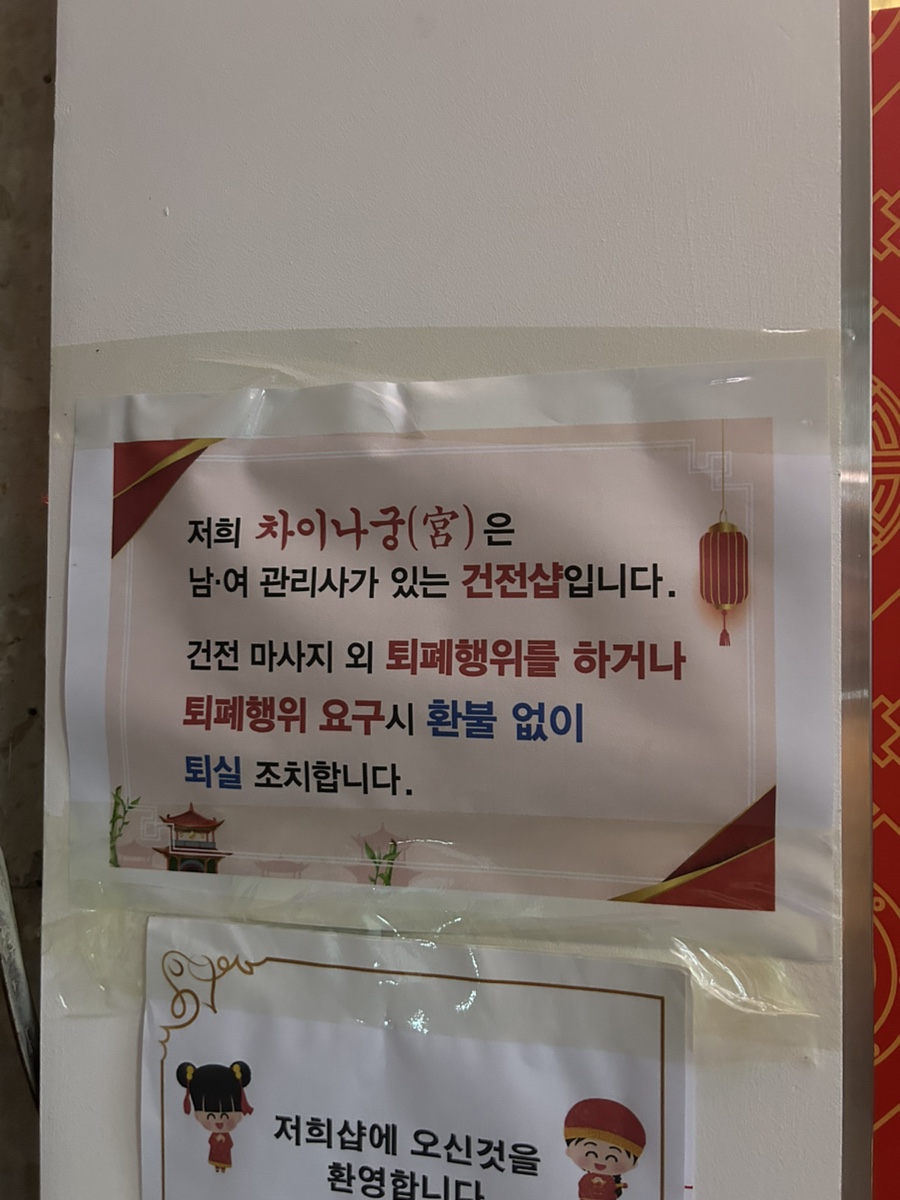 저희 차이나궁(宮)은
남·여 관리사가 있는 건전샵입니다.
건전 마사지 외 퇴폐행위를 하거나
퇴폐행위 요구시 환불 없이
퇴실 조치합니다.
저희샵에 오신것을
환영합니다